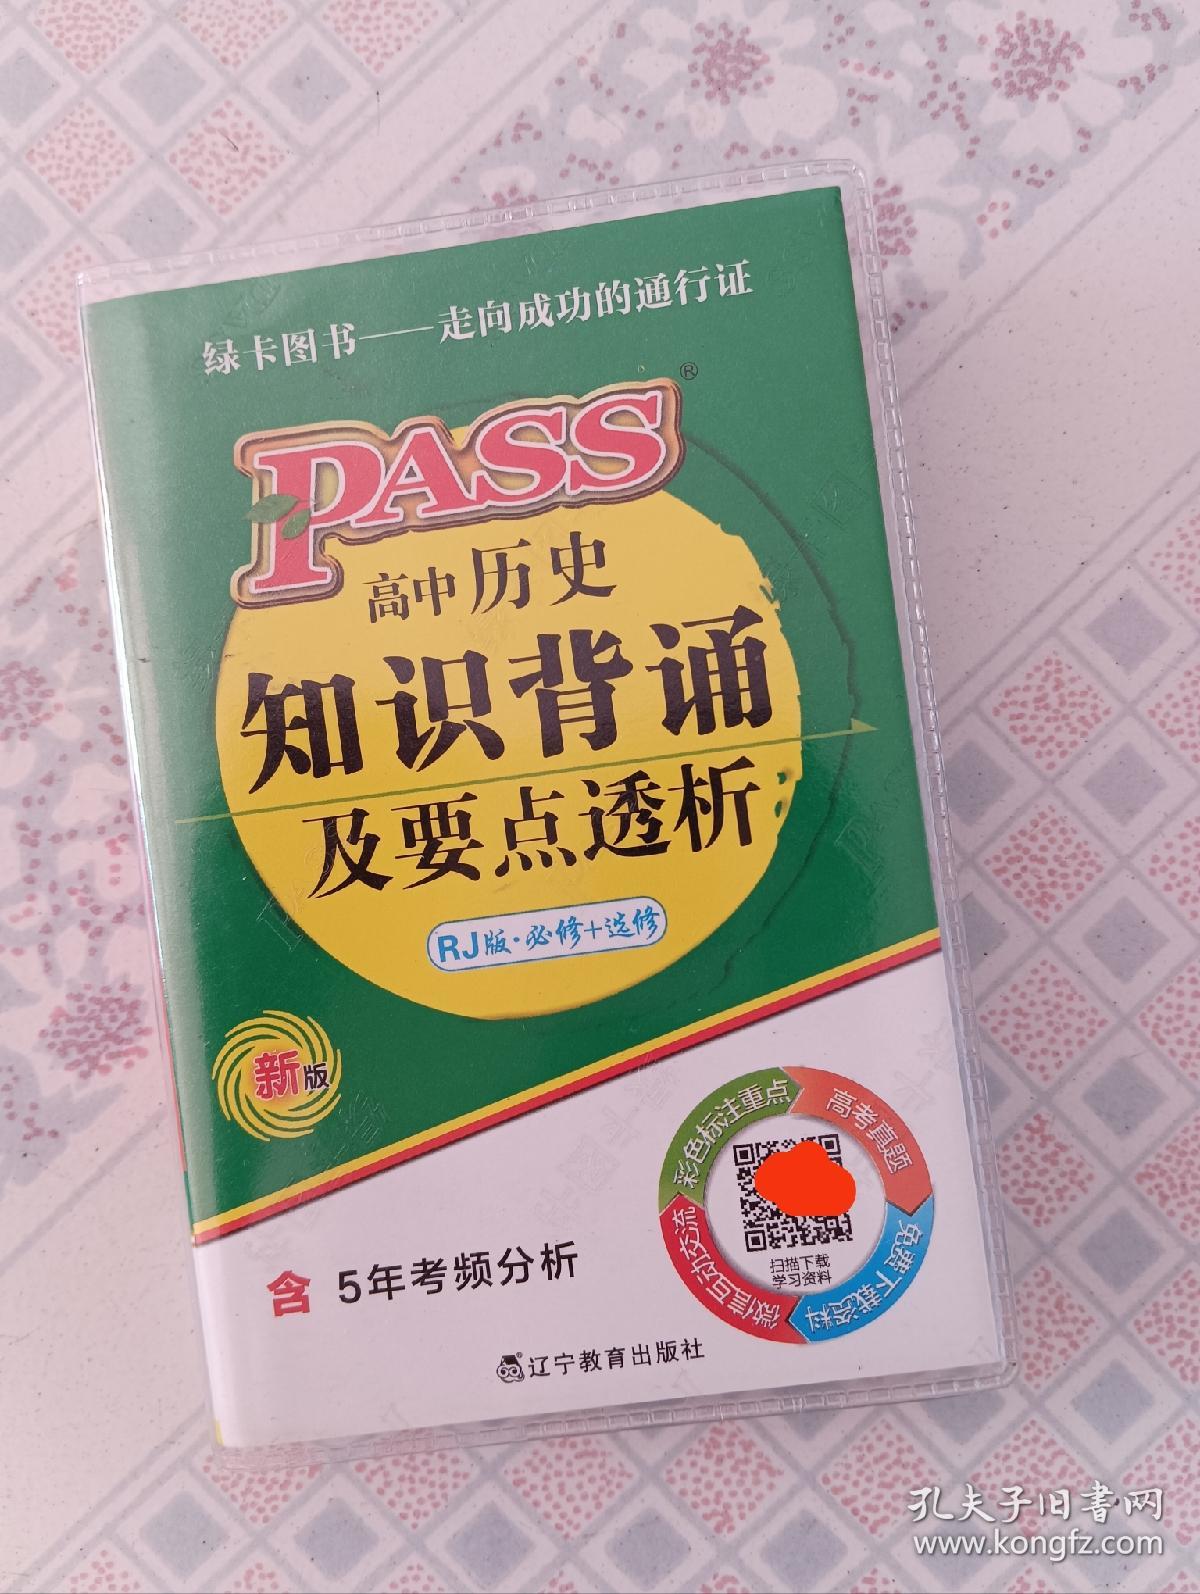 绿卡图书——走向成功的通行证
PASS®
高中历史
知识背诵
及要点透析
RJ版·必修+选修
新版
彩色标注重点
高考真题
免费下载资料
微信互动交流
扫描下载
学习资料
含 5年考频分析
辽宁教育出版社
孔夫子旧书网
www.kongfz.com